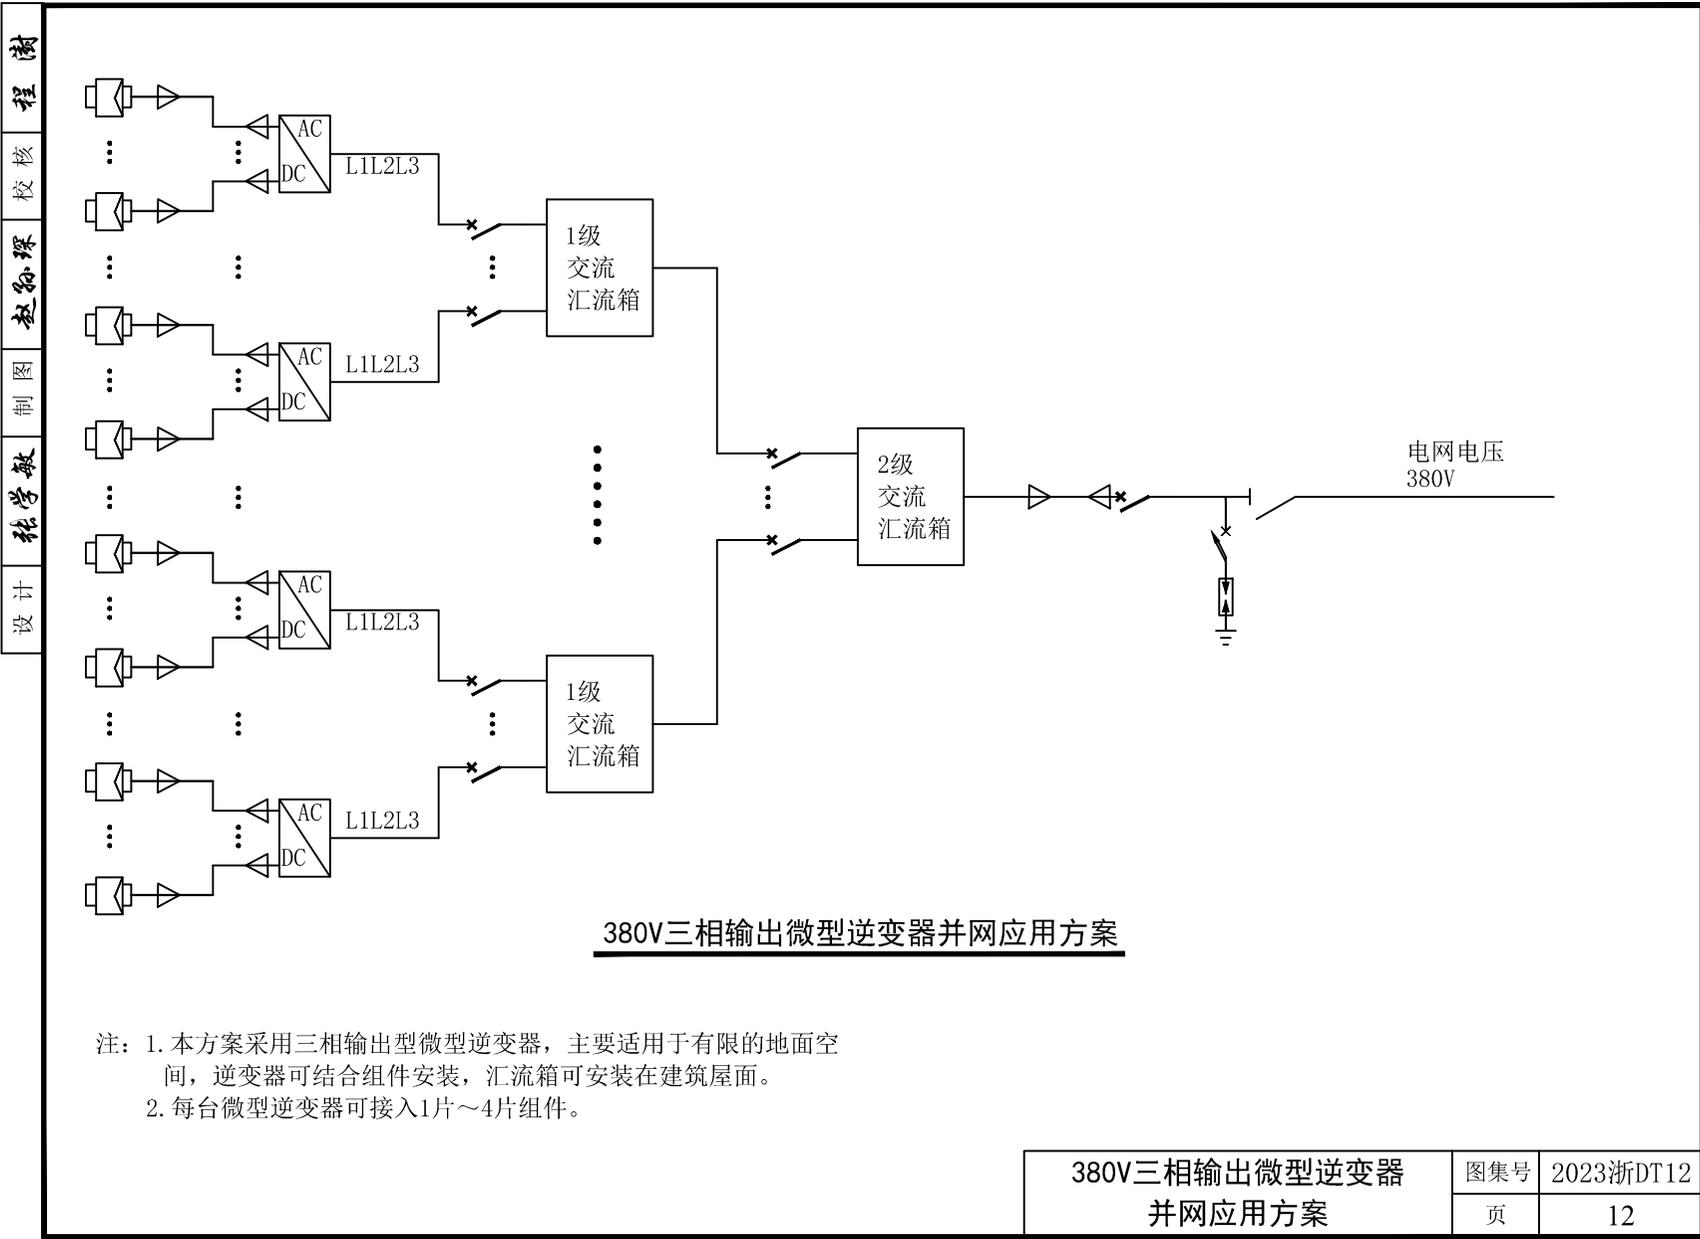 程澍
校核
赵孙琛
制图
张学敏
设计
AC
DC
L1L2L3
1级
交流
汇流箱
AC
DC
L1L2L3
2级
交流
汇流箱
电网电压
380V
AC
DC
L1L2L3
1级
交流
汇流箱
AC
DC
L1L2L3
380V三相输出微型逆变器并网应用方案
注：1.本方案采用三相输出型微型逆变器，主要适用于有限的地面空
间，逆变器可结合组件安装，汇流箱可安装在建筑屋面。
2.每台微型逆变器可接入1片～4片组件。
380V三相输出微型逆变器
并网应用方案
图集号
2023浙DT12
页
12